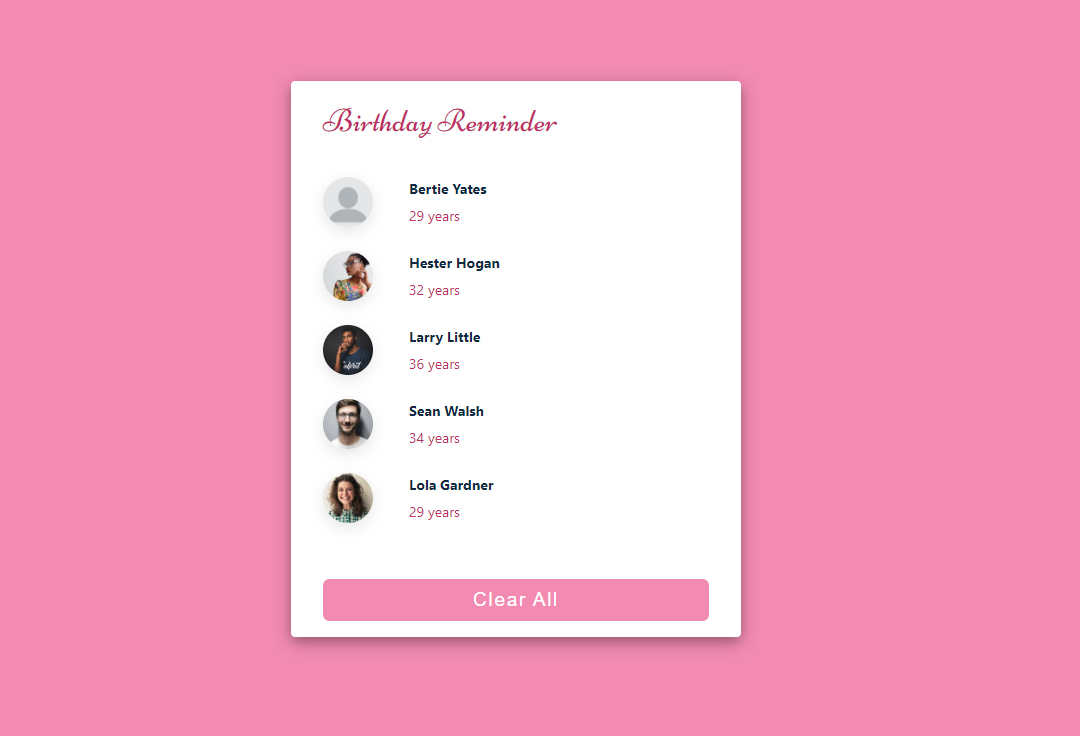 Birthday Reminder
Bertie Yates
29 years
Hester Hogan
32 years
Larry Little
36 years
Sean Walsh
34 years
Lola Gardner
29 years
Clear All